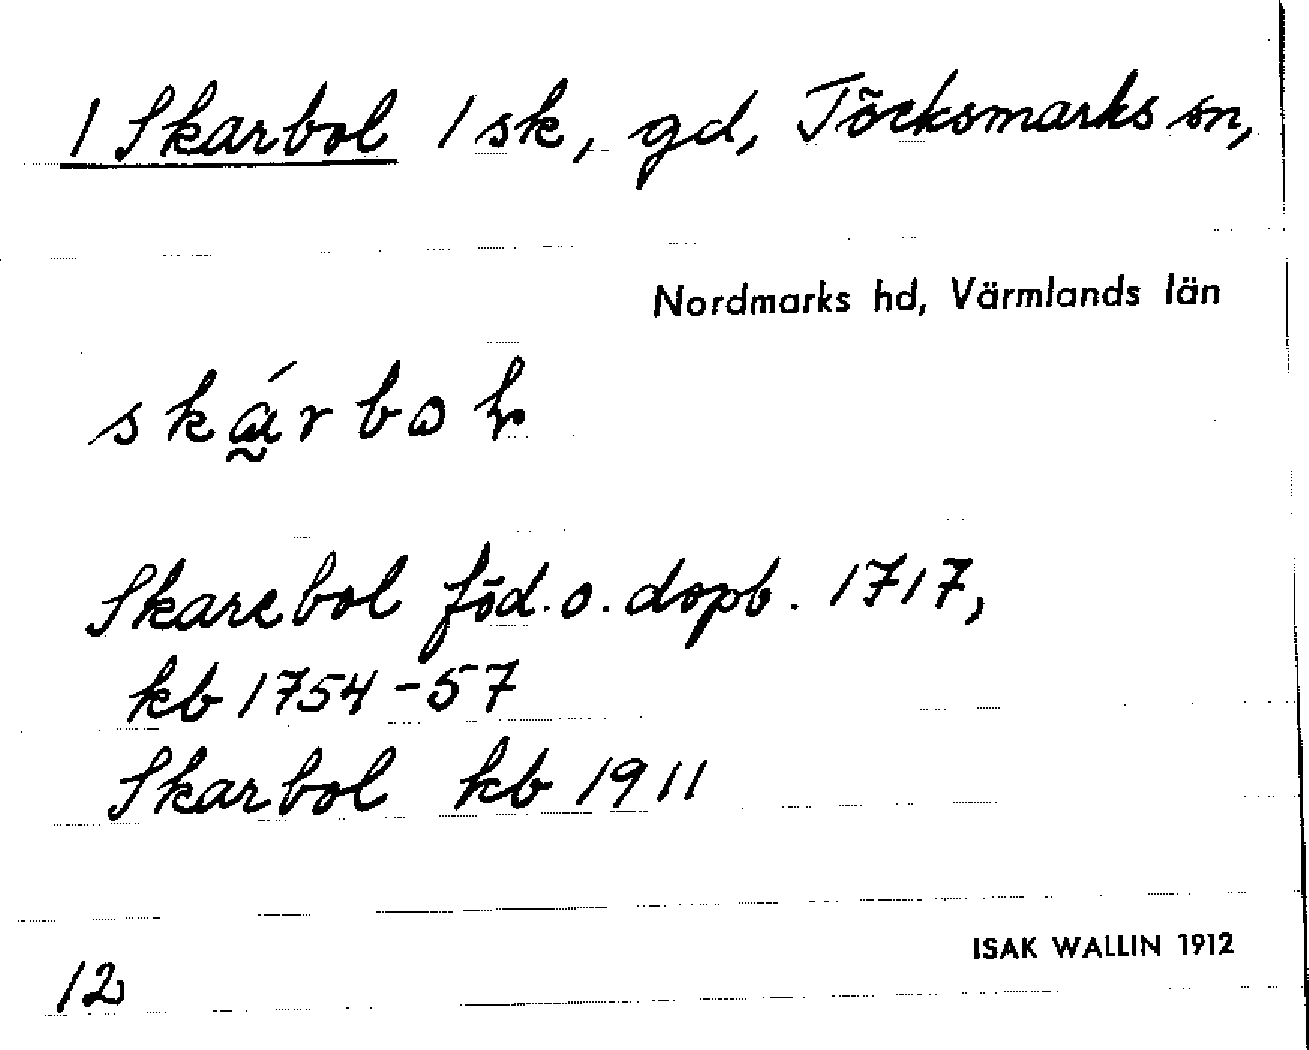 1 Skarbol 1 sk, gd, Töcksmarks sn,
Nordmarks hd, Värmlands län
Skarebol föd. o. dopb. 1717,
kb 1754-57
Skarbol kb 1911
ISAK WALLIN 1912
12